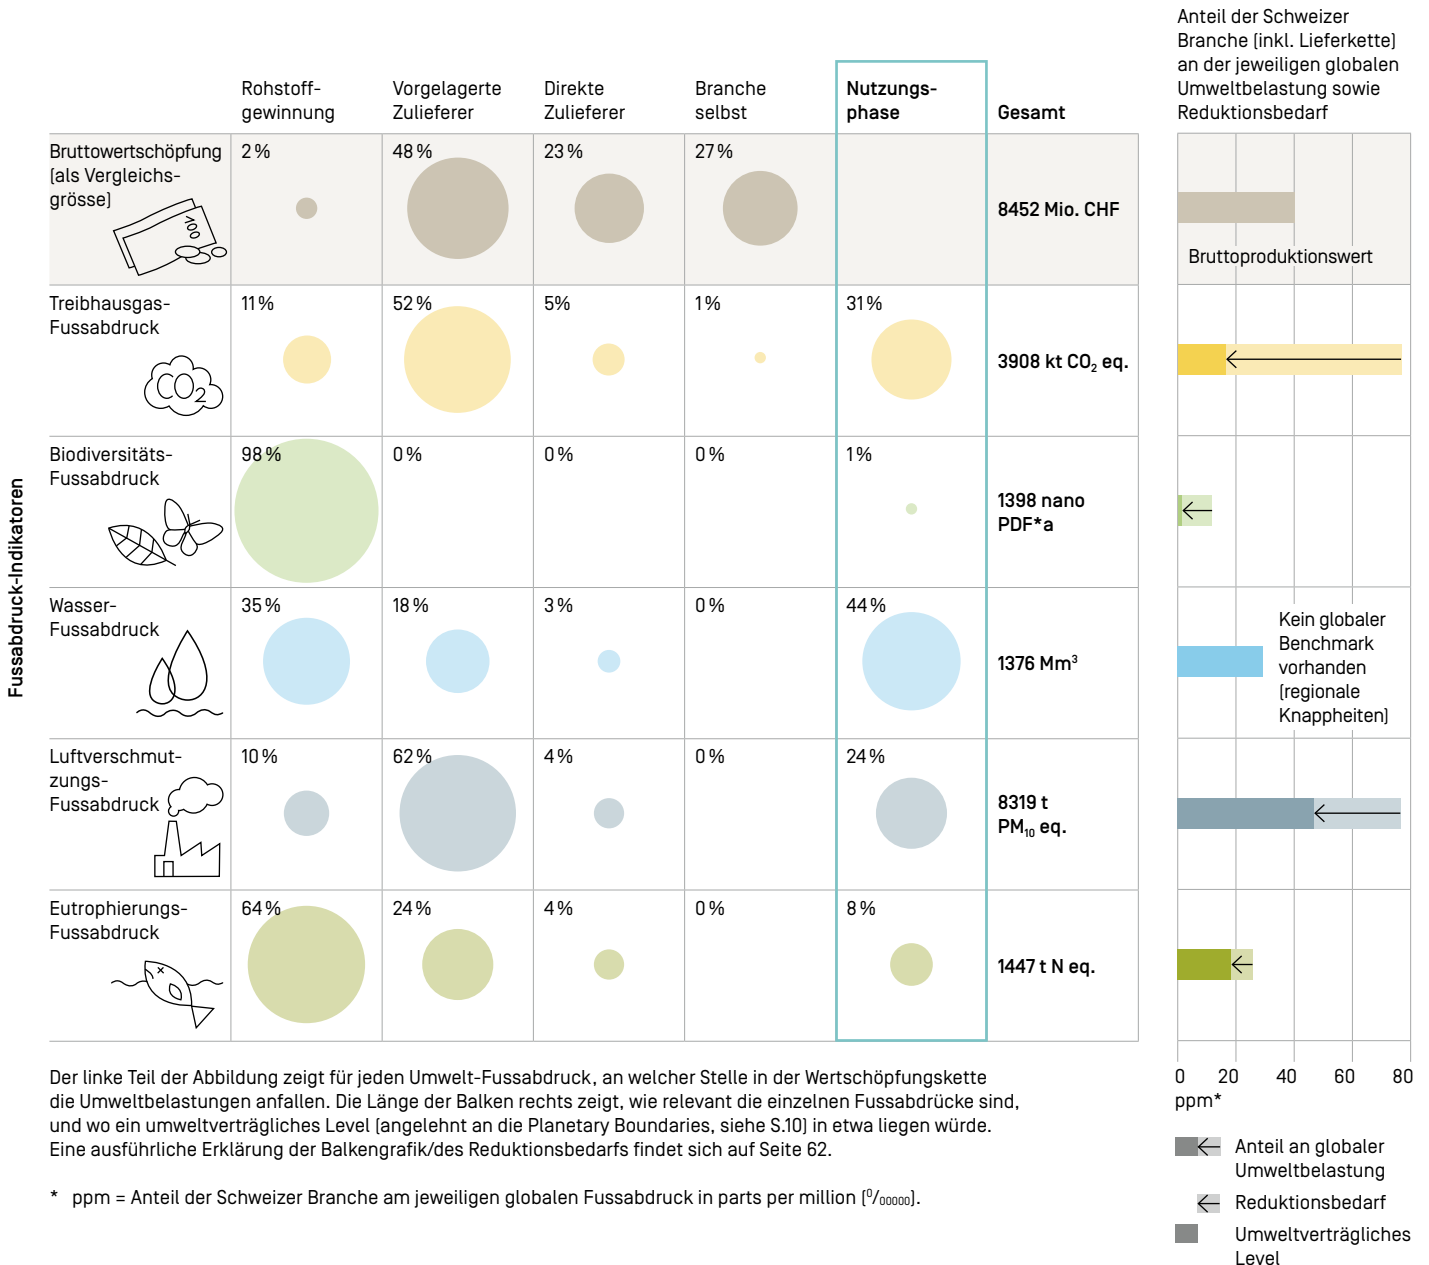 Anteil der Schweizer
Branche (inkl. Lieferkette)
an der jeweiligen globalen
Umweltbelastung sowie
Reduktionsbedarf
Rohstoff-
gewinnung
Vorgelagerte
Zulieferer
Direkte
Zulieferer
Branche
selbst
Nutzungs-
phase
Gesamt
Fussabdruck-Indikatoren
Bruttowertschöpfung
(als Vergleichs-
grösse)
100
2 %
48 %
23 %
27 %
8452 Mio. CHF
Bruttoproduktionswert
Treibhausgas-
Fussabdruck
CO2
11 %
52 %
5%
1 %
31 %
3908 kt CO₂ eq.
Biodiversitäts-
Fussabdruck
98 %
0 %
0 %
0 %
1 %
1398 nano
PDF*a
Wasser-
Fussabdruck
35 %
18 %
3 %
0 %
44 %
1376 Mm³
Kein globaler
Benchmark
vorhanden
(regionale
Knappheiten)
Luftverschmut-
zungs-
Fussabdruck
10 %
62 %
4 %
0 %
24 %
8319 t
PM₁₀ eq.
Eutrophierungs-
Fussabdruck
64 %
24 %
4 %
0 %
8 %
1447 t N eq.
0 20 40 60 80
ppm*
Anteil an globaler
Umweltbelastung
Reduktionsbedarf
Umweltverträgliches
Level
Der linke Teil der Abbildung zeigt für jeden Umwelt-Fussabdruck, an welcher Stelle in der Wertschöpfungskette
die Umweltbelastungen anfallen. Die Länge der Balken rechts zeigt, wie relevant die einzelnen Fussabdrücke sind,
und wo ein umweltverträgliches Level (angelehnt an die Planetary Boundaries, siehe S.10) in etwa liegen würde.
Eine ausführliche Erklärung der Balkengrafik/des Reduktionsbedarfs findet sich auf Seite 62.
* ppm = Anteil der Schweizer Branche am jeweiligen globalen Fussabdruck in parts per million (⁰/₀₀₀₀₀).